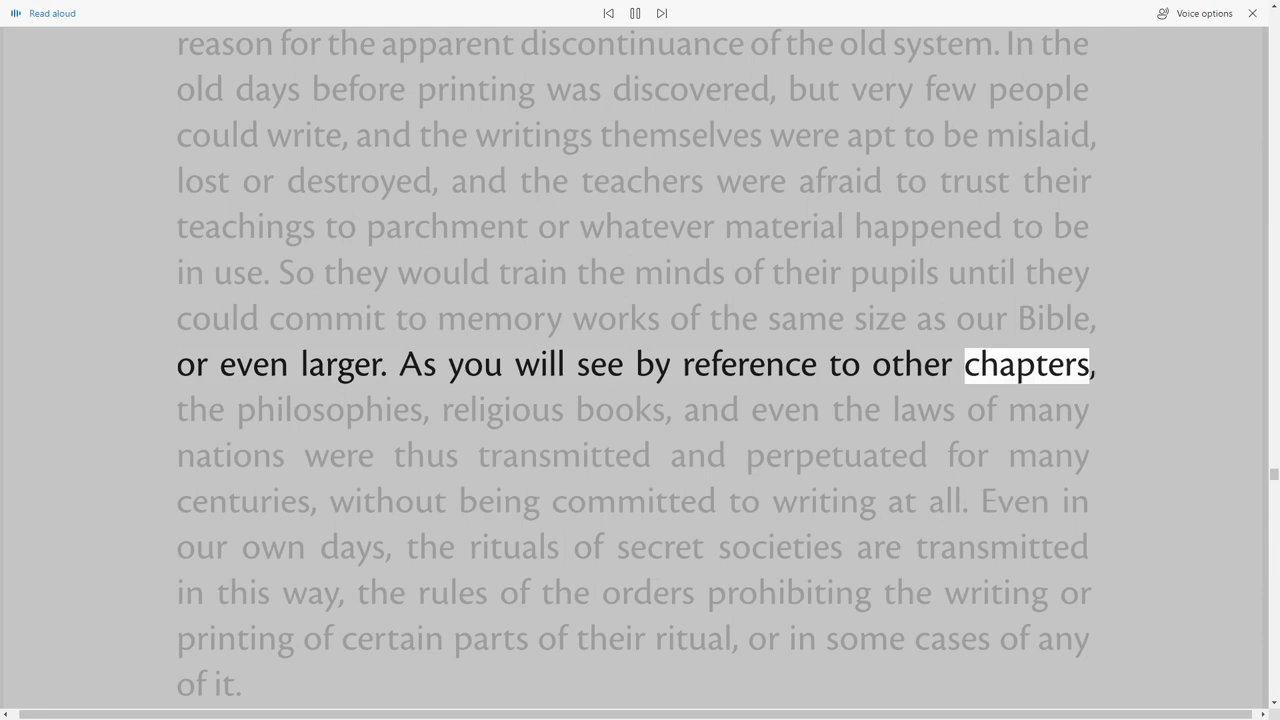 Read aloud
Voice options
reason for the apparent discontinuance of the old system. In the
old days before printing was discovered, but very few people
could write, and the writings themselves were apt to be mislaid,
lost or destroyed, and the teachers were afraid to trust their
teachings to parchment or whatever material happened to be
in use. So they would train the minds of their pupils until they
could commit to memory works of the same size as our Bible,
or even larger. As you will see by reference to other chapters,
the philosophies, religious books, and even the laws of many
nations were thus transmitted and perpetuated for many
centuries, without being committed to writing at all. Even in
our own days, the rituals of secret societies are transmitted
in this way, the rules of the orders prohibiting the writing or
printing of certain parts of their ritual, or in some cases of any
of it.